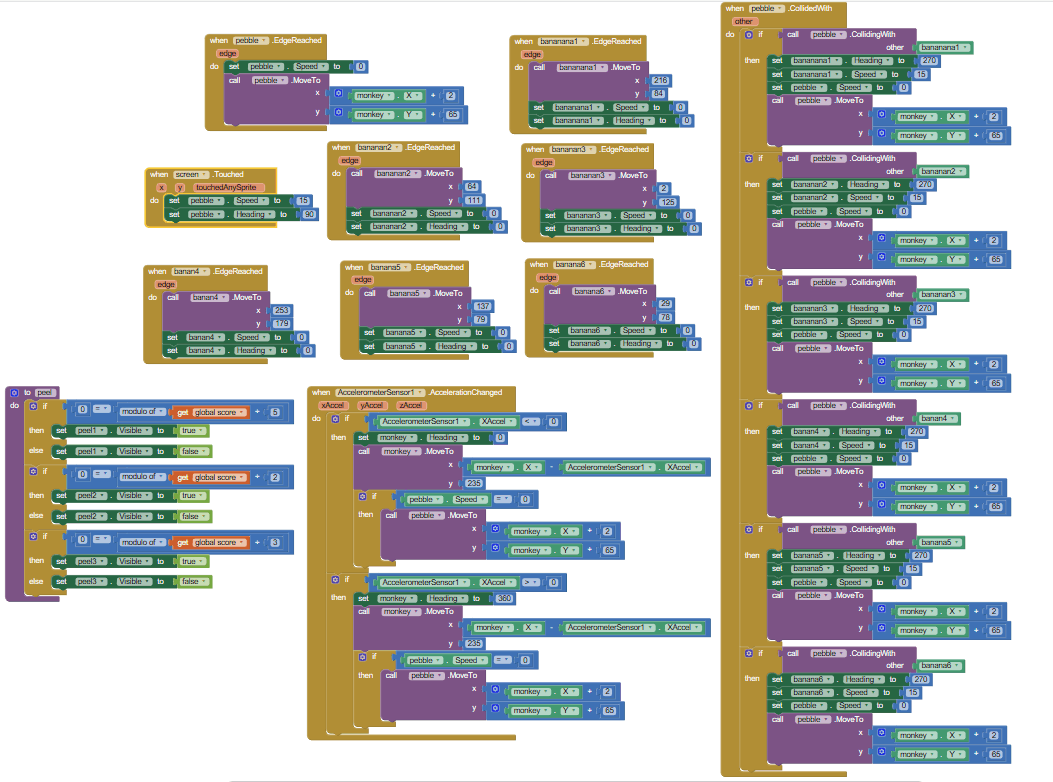 when pebble .EdgeReached
edge
do set pebble . Speed to 0
call pebble .MoveTo
x monkey . X + 2
y monkey . Y + 65
when bananana1 .EdgeReached
edge
do call bananana1 .MoveTo
x 216
y 84
set bananana1 . Speed to 0
set bananana1 . Heading to 0
when screen .Touched
x y touchedAnySprite
do set pebble . Speed to 15
set pebble . Heading to 90
when bananan2 .EdgeReached
edge
do call bananan2 .MoveTo
x 64
y 111
set bananan2 . Speed to 0
set bananan2 . Heading to 0
when bananan3 .EdgeReached
edge
do call bananan3 .MoveTo
x 2
y 125
set bananan3 . Speed to 0
set bananan3 . Heading to 0
when banan4 .EdgeReached
edge
do call banan4 .MoveTo
x 253
y 179
set banan4 . Speed to 0
set banan4 . Heading to 0
when banana5 .EdgeReached
edge
do call banana5 .MoveTo
x 137
y 79
set banana5 . Speed to 0
set banana5 . Heading to 0
when banana6 .EdgeReached
edge
do call banana6 .MoveTo
x 29
y 78
set banana6 . Speed to 0
set banana6 . Heading to 0
to peel
do if 0 = modulo of get global score ÷ 5
then set peel1 . Visible to true
else set peel1 . Visible to false
if 0 = modulo of get global score ÷ 2
then set peel2 . Visible to true
else set peel2 . Visible to false
if 0 = modulo of get global score ÷ 3
then set peel3 . Visible to true
else set peel3 . Visible to false
when AccelerometerSensor1 .AccelerationChanged
xAccel yAccel zAccel
do if AccelerometerSensor1 . XAccel < 0
then set monkey . Heading to 0
call monkey .MoveTo
x monkey . X - AccelerometerSensor1 . XAccel
y 235
if pebble . Speed = 0
then call pebble .MoveTo
x monkey . X + 2
y monkey . Y + 65
if AccelerometerSensor1 . XAccel > 0
then set monkey . Heading to 360
call monkey .MoveTo
x monkey . X - AccelerometerSensor1 . XAccel
y 235
if pebble . Speed = 0
then call pebble .MoveTo
x monkey . X + 2
y monkey . Y + 65
when pebble .CollidedWith
other
do if call pebble .CollidingWith
other bananana1
then set bananana1 . Heading to 270
set bananana1 . Speed to 15
set pebble . Speed to 0
call pebble .MoveTo
x monkey . X + 2
y monkey . Y + 65
if call pebble .CollidingWith
other bananan2
then set bananan2 . Heading to 270
set bananan2 . Speed to 15
set pebble . Speed to 0
call pebble .MoveTo
x monkey . X + 2
y monkey . Y + 65
if call pebble .CollidingWith
other bananan3
then set bananan3 . Heading to 270
set bananan3 . Speed to 15
set pebble . Speed to 0
call pebble .MoveTo
x monkey . X + 2
y monkey . Y + 65
if call pebble .CollidingWith
other banan4
then set banan4 . Heading to 270
set banan4 . Speed to 15
set pebble . Speed to 0
call pebble .MoveTo
x monkey . X + 2
y monkey . Y + 65
if call pebble .CollidingWith
other banana5
then set banana5 . Heading to 270
set banana5 . Speed to 15
set pebble . Speed to 0
call pebble .MoveTo
x monkey . X + 2
y monkey . Y + 65
if call pebble .CollidingWith
other banana6
then set banana6 . Heading to 270
set banana6 . Speed to 15
set pebble . Speed to 0
call pebble .MoveTo
x monkey . X + 2
y monkey . Y + 65